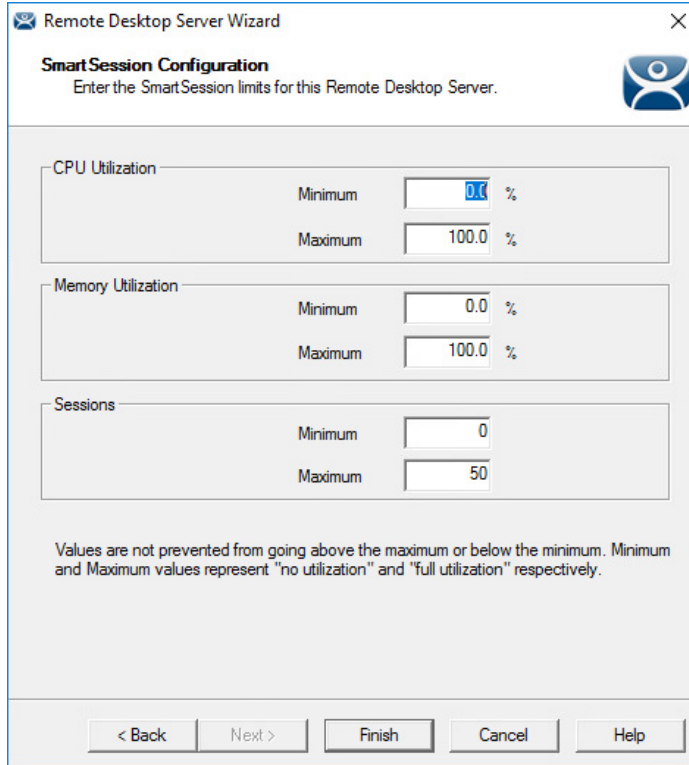 Remote Desktop Server Wizard
SmartSession Configuration
Enter the SmartSession limits for this Remote Desktop Server.
CPU Utilization
Minimum 0.0 %
Maximum 100.0 %
Memory Utilization
Minimum 0.0 %
Maximum 100.0 %
Sessions
Minimum 0
Maximum 50
Values are not prevented from going above the maximum or below the minimum. Minimum
and Maximum values represent "no utilization" and "full utilization" respectively.
< Back Next > Finish Cancel Help